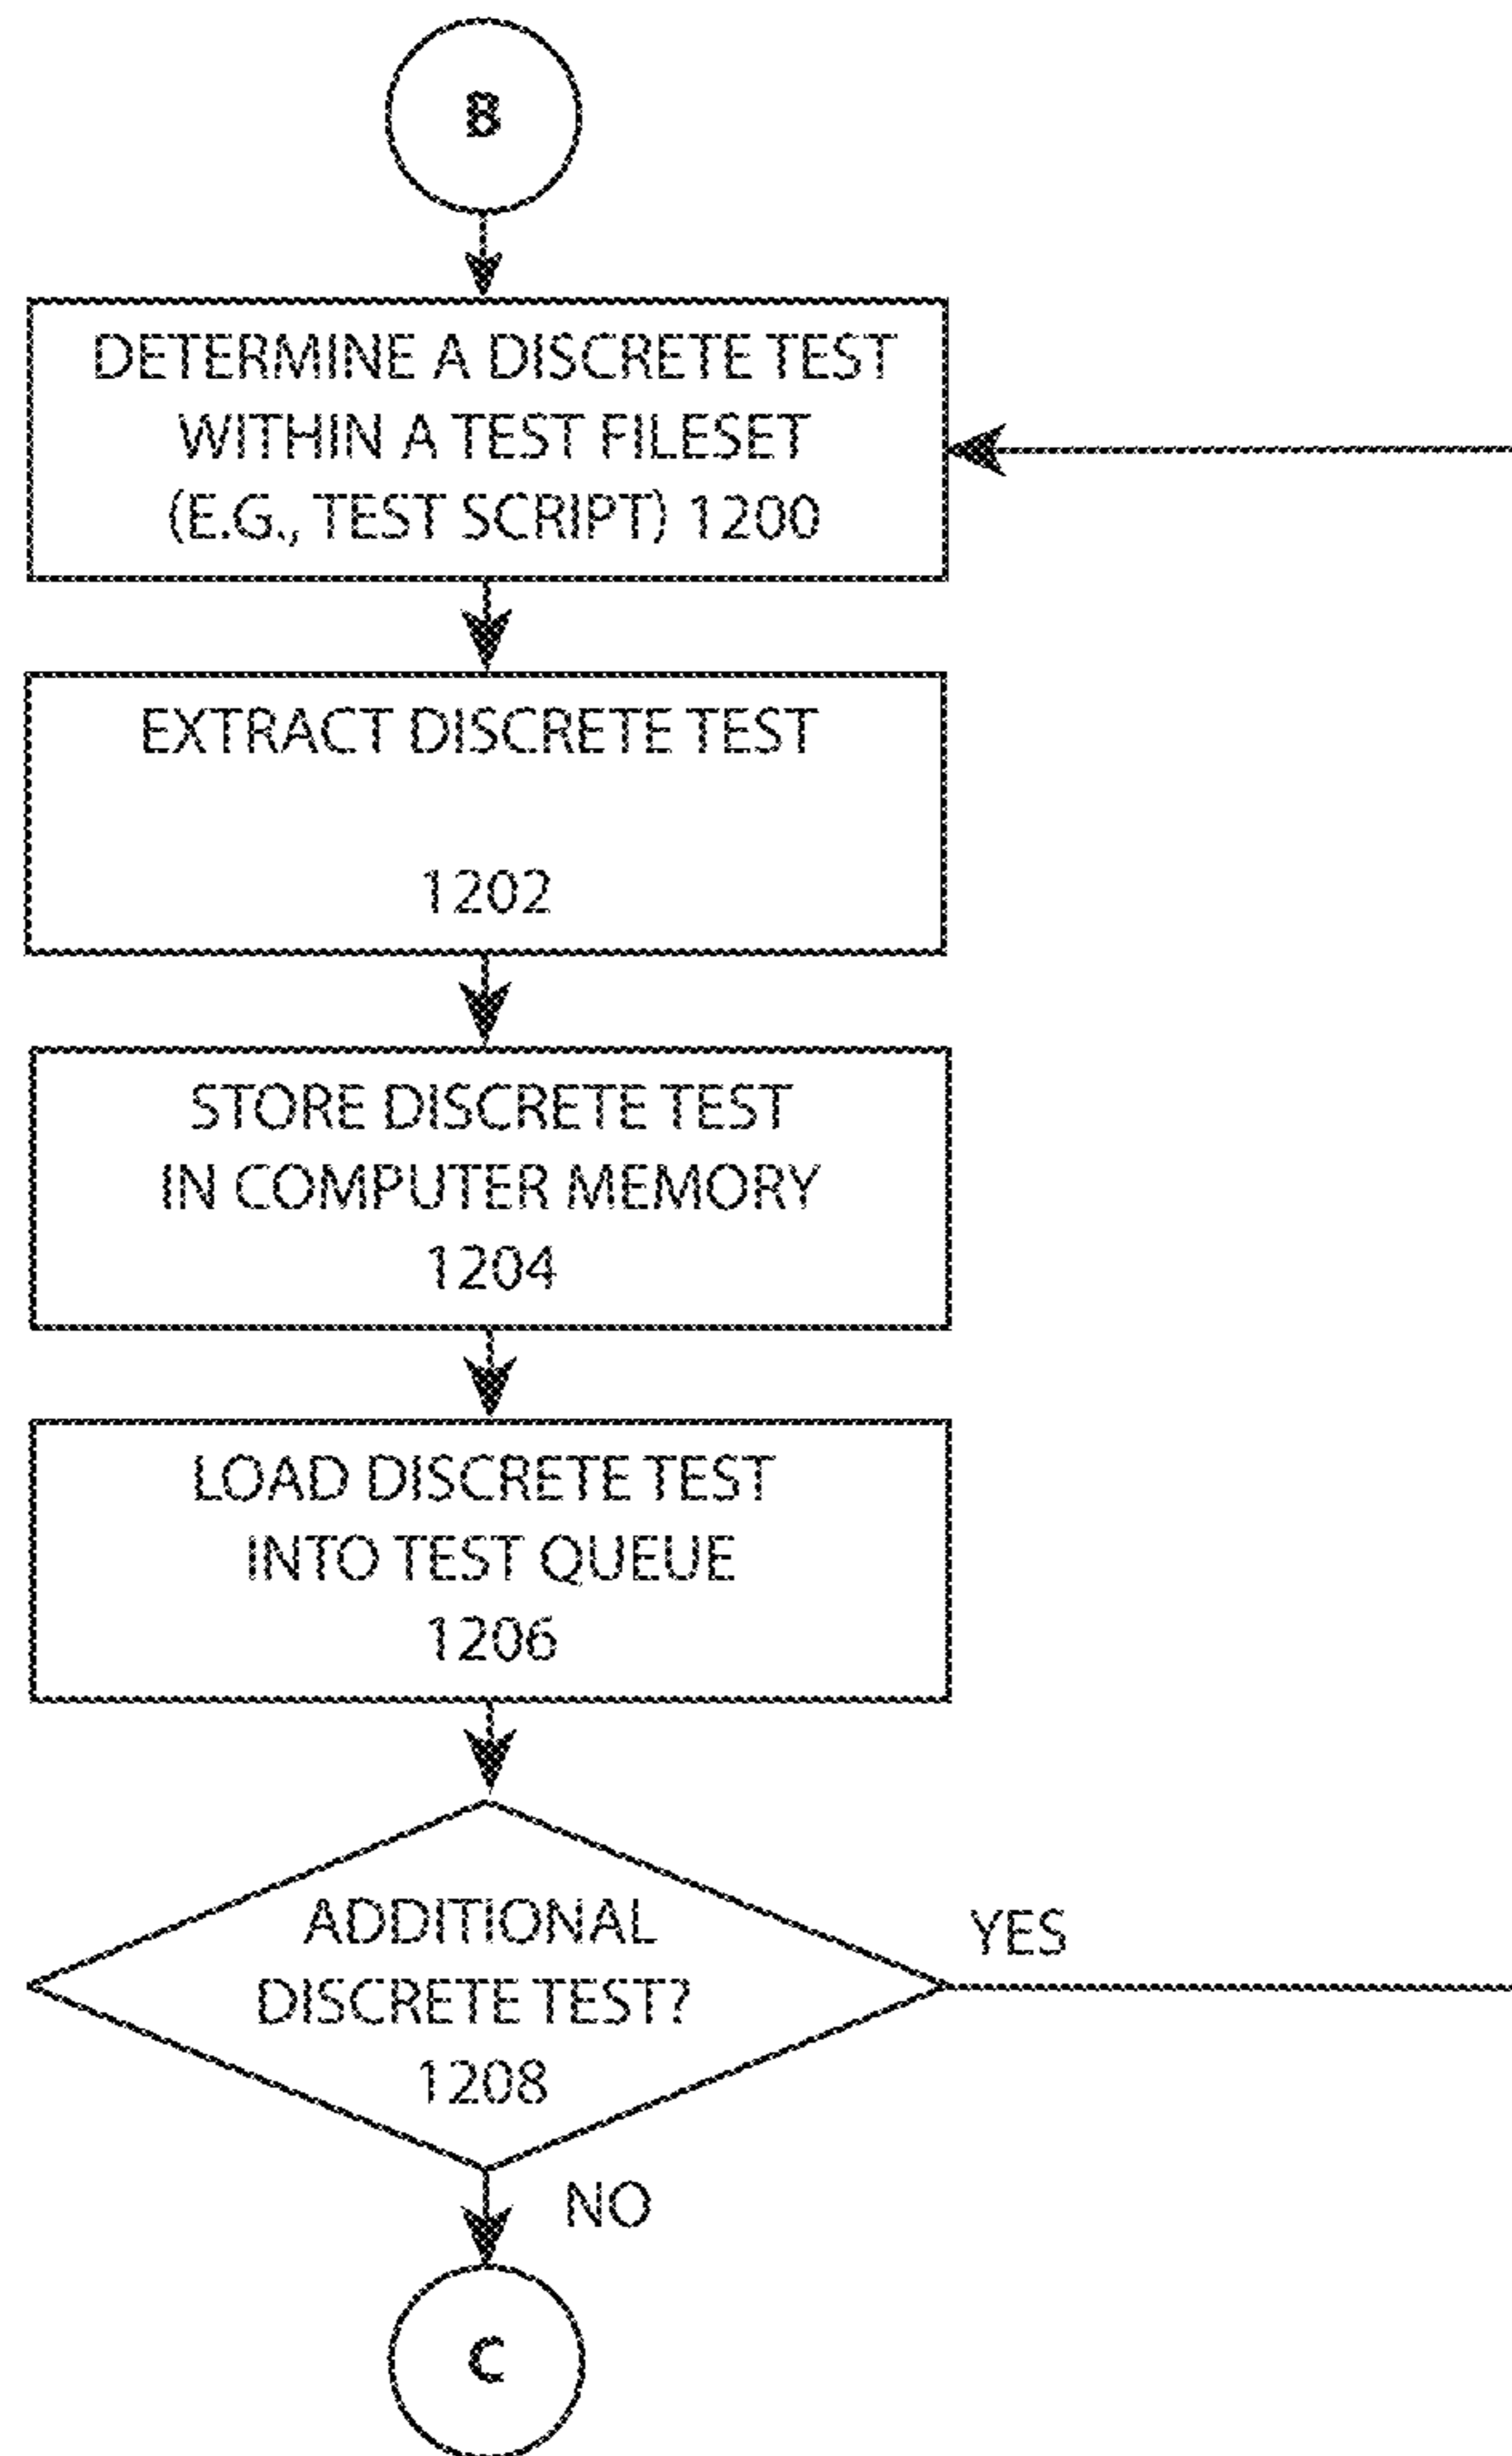 B
DETERMINE A DISCRETE TEST
WITHIN A TEST FILESET
(E.G., TEST SCRIPT) 1200
EXTRACT DISCRETE TEST
1202
STORE DISCRETE TEST
IN COMPUTER MEMORY
1204
LOAD DISCRETE TEST
INTO TEST QUEUE
1206
ADDITIONAL
DISCRETE TEST?
1208
YES
NO
C